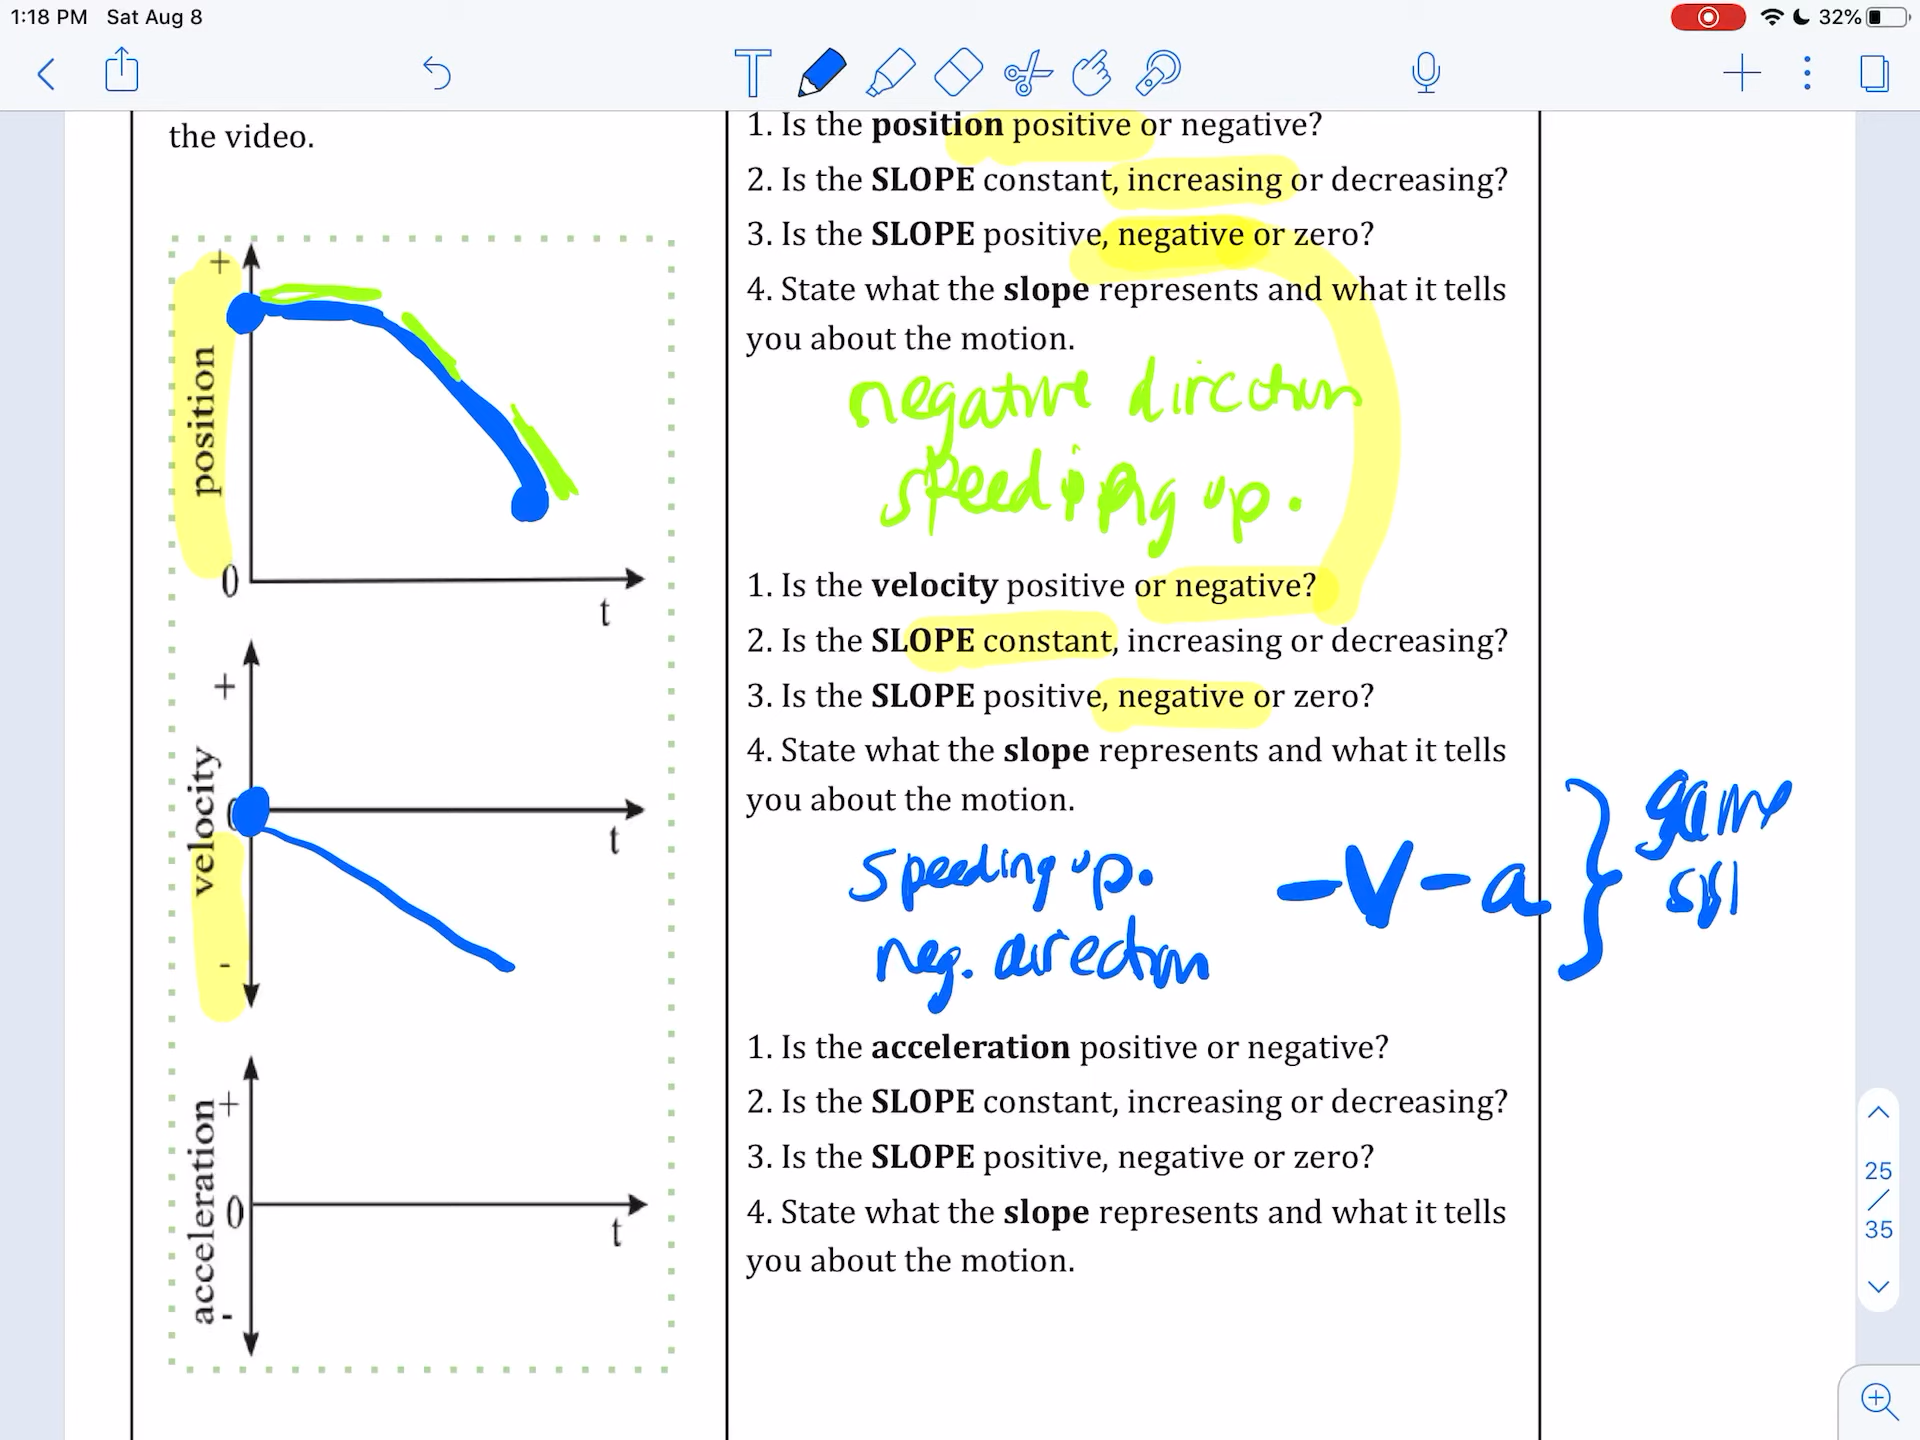 1:18 PM Sat Aug 8
32%
T
the video.
1. Is the position positive or negative?
2. Is the SLOPE constant, increasing or decreasing?
3. Is the SLOPE positive, negative or zero?
4. State what the slope represents and what it tells
you about the motion.
negative direction
speeding up.
+
position
0
t
1. Is the velocity positive or negative?
2. Is the SLOPE constant, increasing or decreasing?
3. Is the SLOPE positive, negative or zero?
4. State what the slope represents and what it tells
you about the motion.
speeding up.
neg. direction
-V -a
+
velocity
-
t
1. Is the acceleration positive or negative?
2. Is the SLOPE constant, increasing or decreasing?
3. Is the SLOPE positive, negative or zero?
4. State what the slope represents and what it tells
you about the motion.
+
acceleration
0
-
t
25
/
35